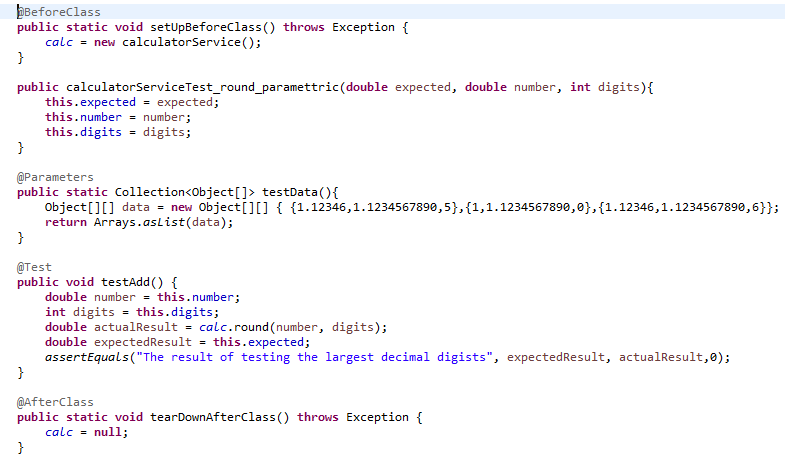 @BeforeClass
public static void setUpBeforeClass() throws Exception {
    calc = new calculatorService();
}

public calculatorServiceTest_round_paramettric(double expected, double number, int digits){
    this.expected = expected;
    this.number = number;
    this.digits = digits;
}

@Parameters
public static Collection<Object[]> testData(){
    Object[][] data = new Object[][] { {1.12346,1.1234567890,5},{1,1.1234567890,0},{1.12346,1.1234567890,6}};
    return Arrays.asList(data);
}

@Test
public void testAdd() {
    double number = this.number;
    int digits = this.digits;
    double actualResult = calc.round(number, digits);
    double expectedResult = this.expected;
    assertEquals("The result of testing the largest decimal digists", expectedResult, actualResult,0);
}

@AfterClass
public static void tearDownAfterClass() throws Exception {
    calc = null;
}